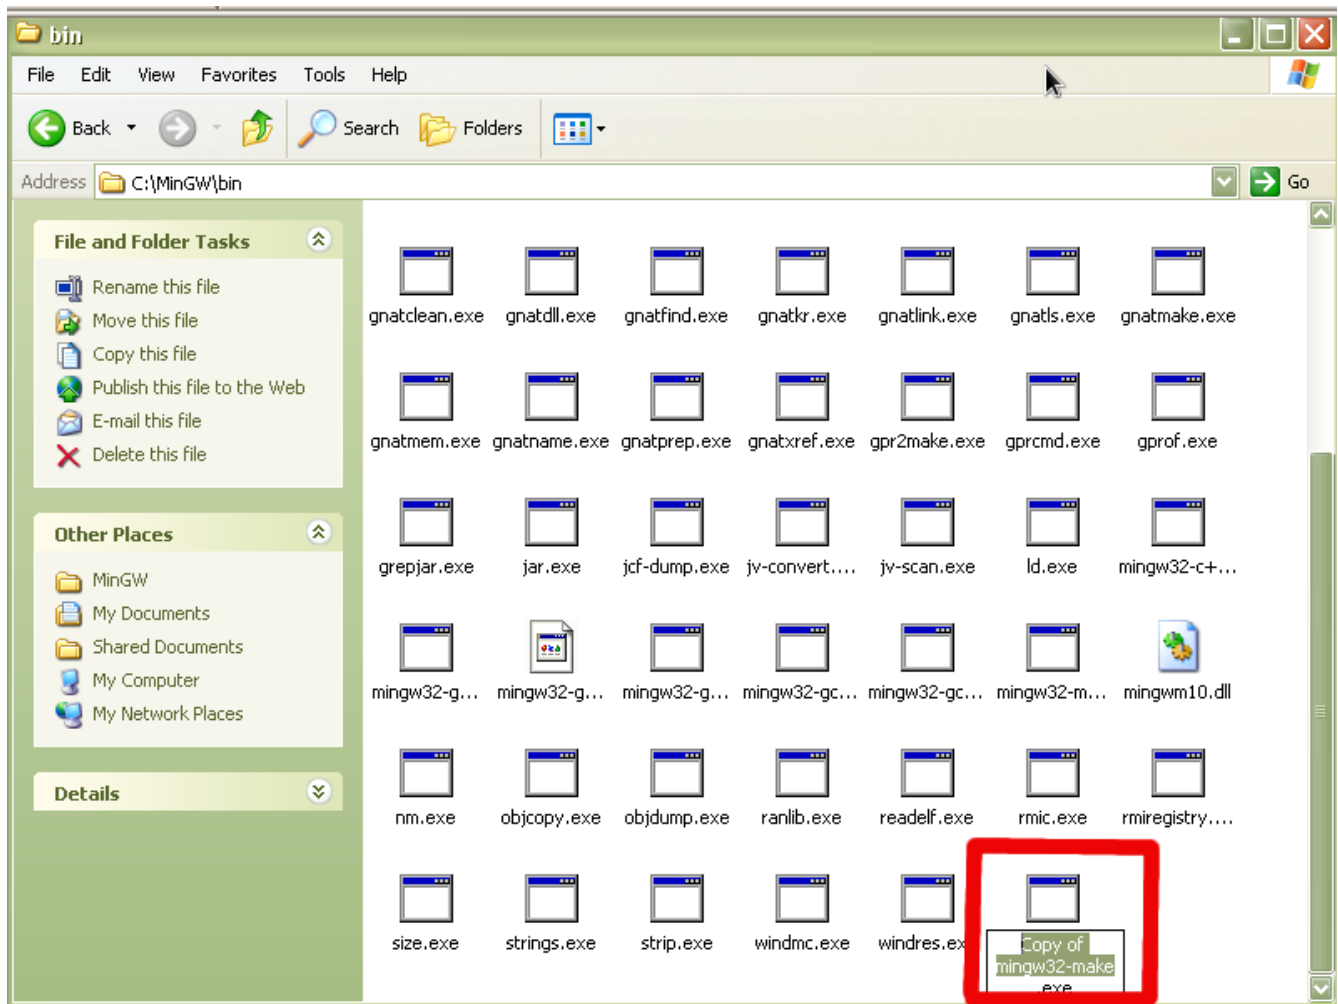 bin
File Edit View Favorites Tools Help
Back Search Folders
Address C:\MinGW\bin Go
File and Folder Tasks
Rename this file
Move this file
Copy this file
Publish this file to the Web
E-mail this file
Delete this file
Other Places
MinGW
My Documents
Shared Documents
My Computer
My Network Places
Details
gnatclean.exe gnatdll.exe gnatfind.exe gnatkr.exe gnatlink.exe gnatls.exe gnatmake.exe
gnatmem.exe gnatname.exe gnatprep.exe gnatxref.exe gpr2make.exe gprcmd.exe gprof.exe
grepjar.exe jar.exe jcf-dump.exe jv-convert.... jv-scan.exe ld.exe mingw32-c+...
mingw32-g... mingw32-g... mingw32-g... mingw32-gc... mingw32-gc... mingw32-m... mingwm10.dll
nm.exe objcopy.exe objdump.exe ranlib.exe readelf.exe rmic.exe rmiregistry....
size.exe strings.exe strip.exe windmc.exe windres.ex Copy of
mingw32-make
.exe